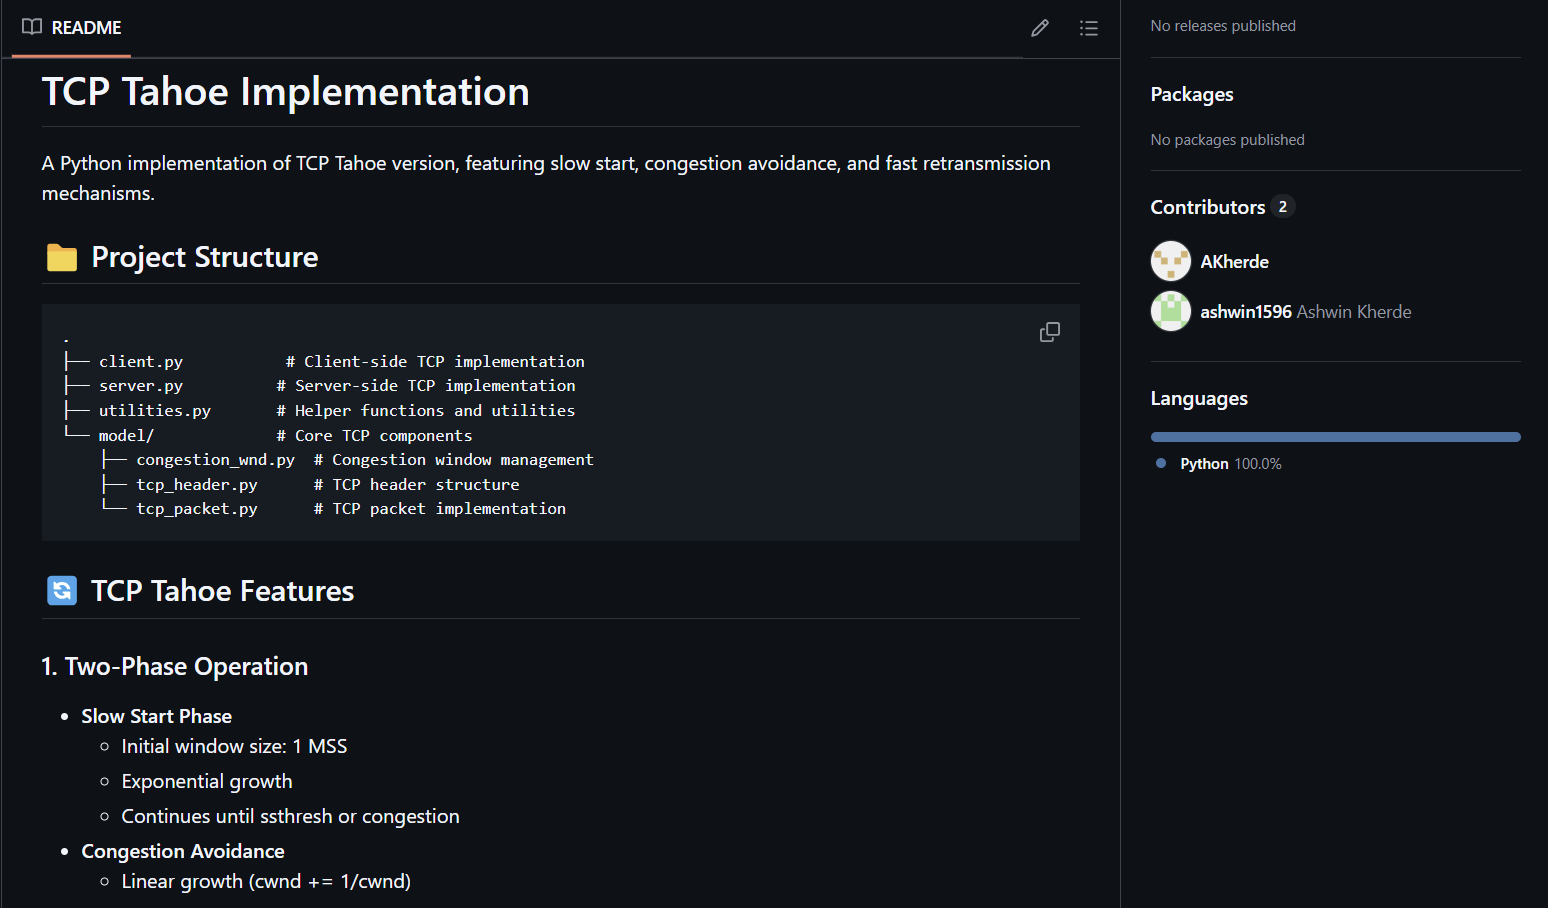 README
TCP Tahoe Implementation
A Python implementation of TCP Tahoe version, featuring slow start, congestion avoidance, and fast retransmission
mechanisms.
Project Structure
.
├── client.py           # Client-side TCP implementation
├── server.py          # Server-side TCP implementation
├── utilities.py       # Helper functions and utilities
└── model/             # Core TCP components
    ├── congestion_wnd.py  # Congestion window management
    ├── tcp_header.py      # TCP header structure
    └── tcp_packet.py      # TCP packet implementation
TCP Tahoe Features
1. Two-Phase Operation
• Slow Start Phase
○ Initial window size: 1 MSS
○ Exponential growth
○ Continues until ssthresh or congestion
• Congestion Avoidance
○ Linear growth (cwnd += 1/cwnd)
No releases published
Packages
No packages published
Contributors 2
AKherde
ashwin1596 Ashwin Kherde
Languages
Python 100.0%